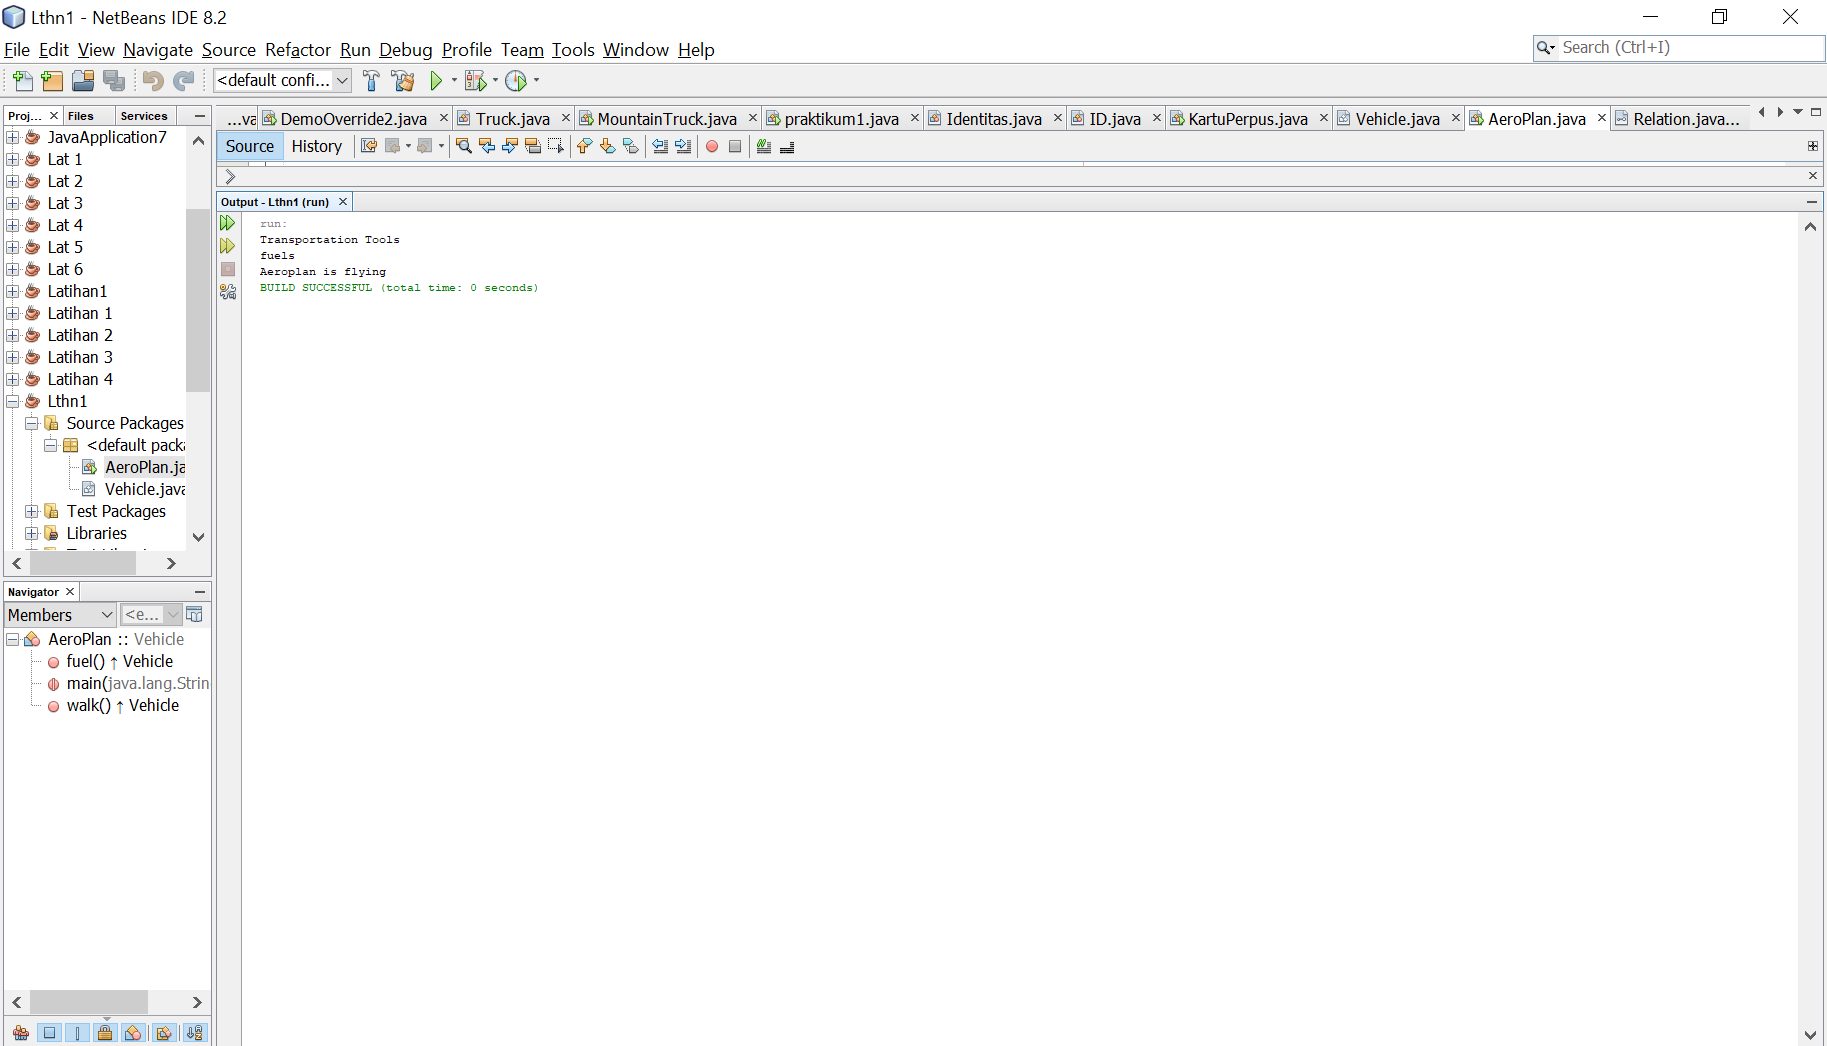 Lthn1 - NetBeans IDE 8.2
File Edit View Navigate Source Refactor Run Debug Profile Team Tools Window Help
Search (Ctrl+I)
<default confi...
Proj... Files Services
...va DemoOverride2.java Truck.java MountainTruck.java praktikum1.java Identitas.java ID.java KartuPerpus.java Vehicle.java AeroPlan.java Relation.java...
Source History
JavaApplication7
Lat 1
Lat 2
Lat 3
Lat 4
Lat 5
Lat 6
Latihan1
Latihan 1
Latihan 2
Latihan 3
Latihan 4
Lthn1
Source Packages
<default packa
AeroPlan.ja
Vehicle.java
Test Packages
Libraries
Output - Lthn1 (run)
run:
Transportation Tools
fuels
Aeroplan is flying
BUILD SUCCESSFUL (total time: 0 seconds)
Navigator
Members <e...
AeroPlan :: Vehicle
fuel() ↑ Vehicle
main(java.lang.Strin
walk() ↑ Vehicle